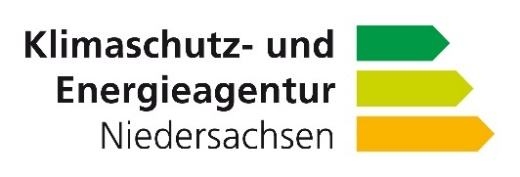 Klimaschutz- und
Energieagentur
Niedersachsen